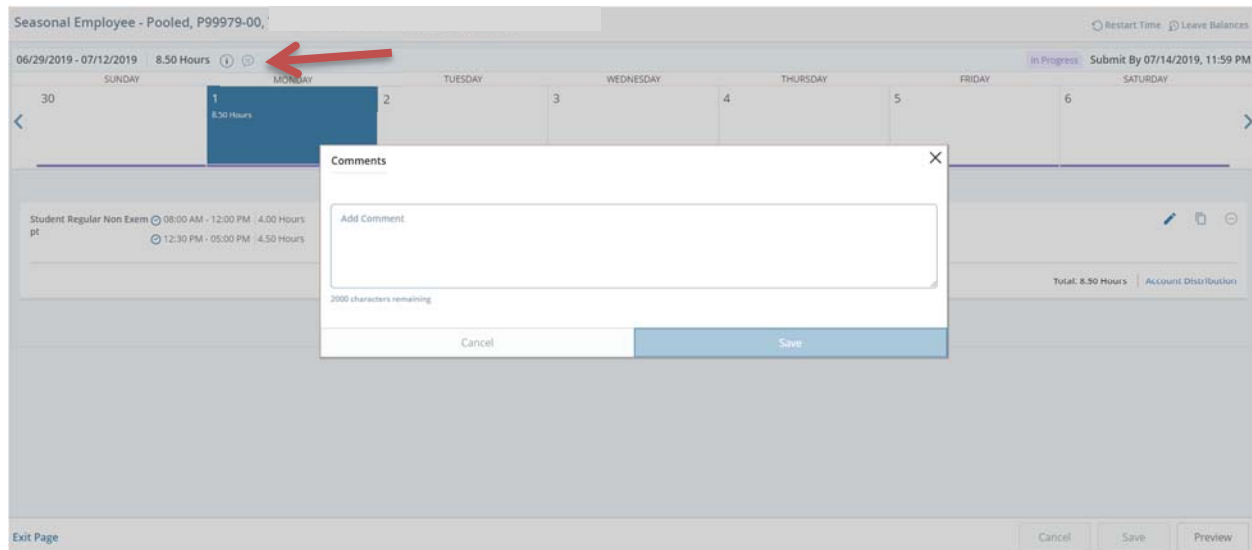 Seasonal Employee - Pooled, P99979-00,
Restart Time Leave Balances
06/29/2019 - 07/12/2019 8.50 Hours In Progress Submit By 07/14/2019, 11:59 PM
SUNDAY MONDAY TUESDAY WEDNESDAY THURSDAY FRIDAY SATURDAY
30 1 2 3 4 5 6
8.50 Hours
Comments
Add Comment
2000 characters remaining
Cancel Save
Student Regular Non Exem 08:00 AM - 12:00 PM 4.00 Hours
pt 12:30 PM - 05:00 PM 4.50 Hours
Total: 8.50 Hours Account Distribution
Exit Page Cancel Save Preview